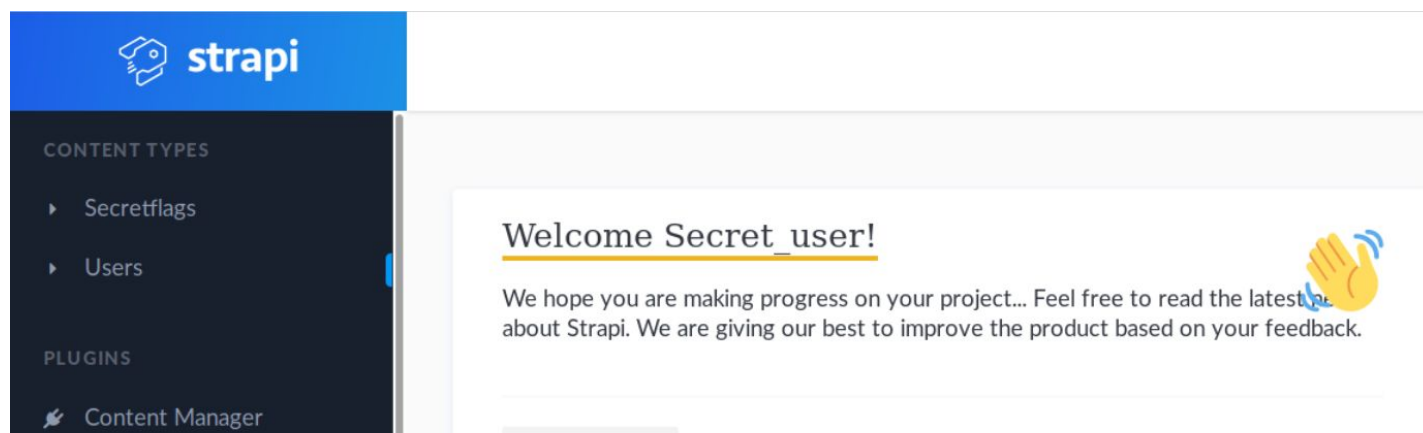 strapi
CONTENT TYPES
Secretflags
Users
PLUGINS
Content Manager
Welcome Secret_user!
We hope you are making progress on your project... Feel free to read the latest
about Strapi. We are giving our best to improve the product based on your feedback.